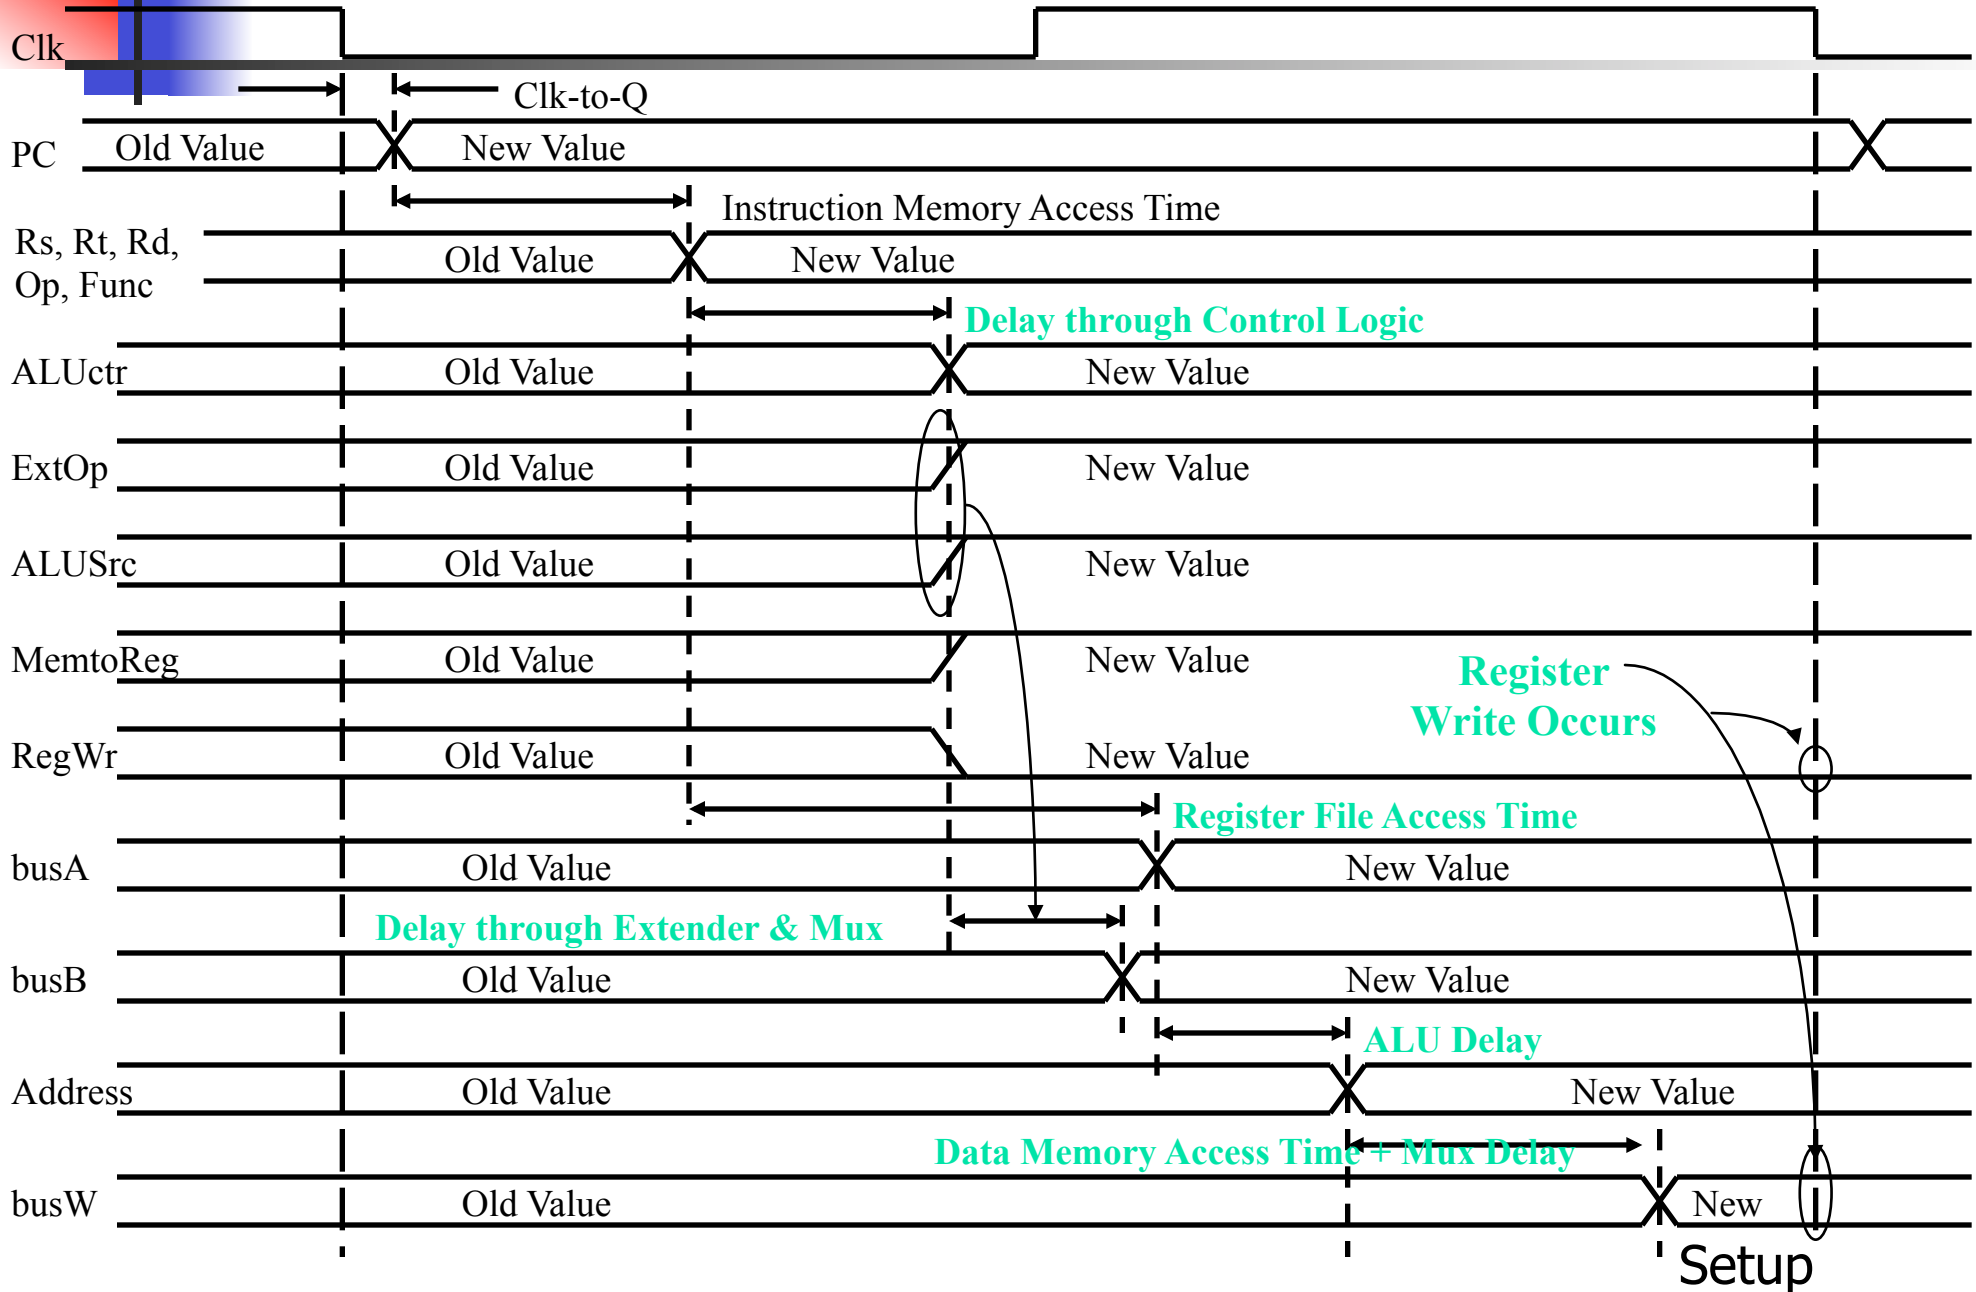 Clk
Clk-to-Q
PC Old Value New Value
Instruction Memory Access Time
Rs, Rt, Rd,
Op, Func
Old Value New Value
Delay through Control Logic
ALUctr Old Value New Value
ExtOp Old Value New Value
ALUSrc Old Value New Value
MemtoReg Old Value New Value
Register
Write Occurs
RegWr Old Value New Value
Register File Access Time
busA Old Value New Value
Delay through Extender & Mux
busB Old Value New Value
ALU Delay
Address Old Value New Value
Data Memory Access Time + Mux Delay
busW Old Value New
Setup